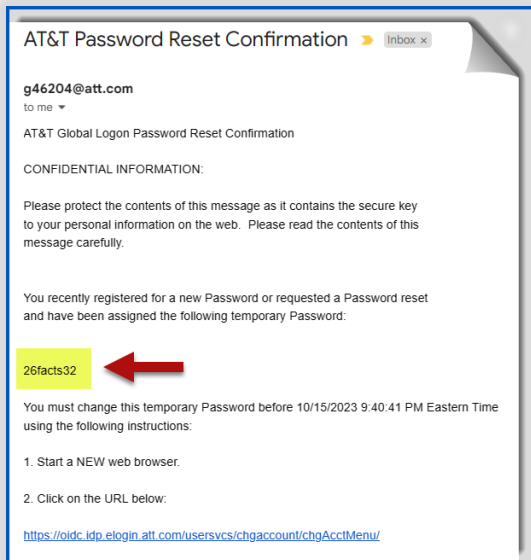 AT&T Password Reset Confirmation Inbox ×
g46204@att.com
to me
AT&T Global Logon Password Reset Confirmation
CONFIDENTIAL INFORMATION:
Please protect the contents of this message as it contains the secure key
to your personal information on the web.  Please read the contents of this
message carefully.
You recently registered for a new Password or requested a Password reset
and have been assigned the following temporary Password:
26facts32
You must change this temporary Password before 10/15/2023 9:40:41 PM Eastern Time
using the following instructions:
1. Start a NEW web browser.
2. Click on the URL below:
https://oidc.idp.elogin.att.com/usersvcs/chgaccount/chgAcctMenu/